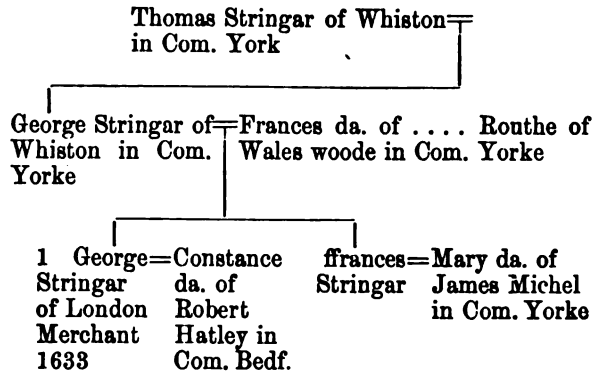 Thomas Stringar of Whiston=
in Com. York
George Stringar of=Frances da. of .... Routhe of
Whiston in Com. Wales woode in Com. Yorke
Yorke
1 George=Constance
Stringar da. of
of London Robert
Merchant Hatley in
1633 Com. Bedf.
ffrances=Mary da. of
Stringar James Michel
in Com. Yorke